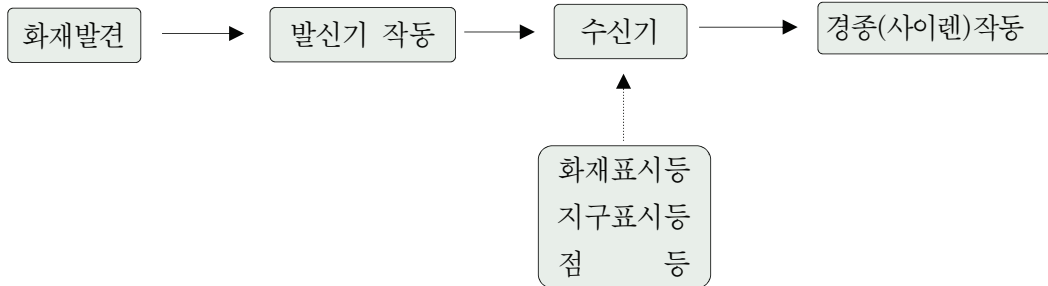 화재발견
발신기 작동
수신기
경종(사이렌)작동
화재표시등
지구표시등
점 등